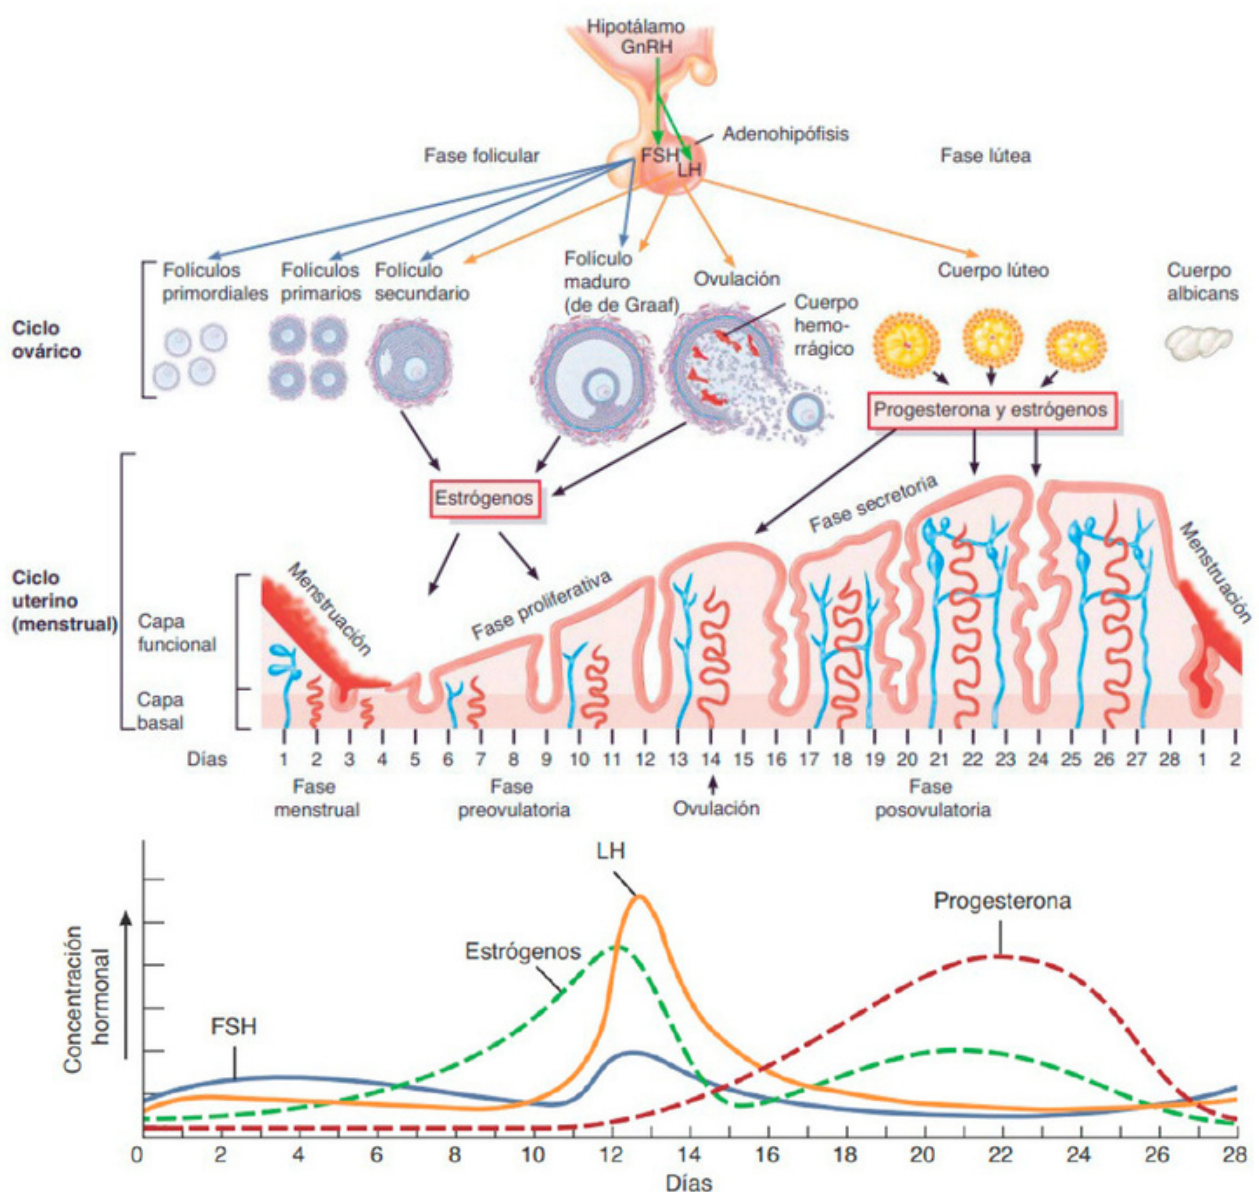 Hipotálamo
GnRH
Adenohipófisis
Fase folicular
FSH
LH
Fase lútea
Folículos
primordiales
Folículos
primarios
Folículo
secundario
Folículo
maduro
(de de Graaf)
Ovulación
Cuerpo
hemo-
rrágico
Cuerpo lúteo
Cuerpo
albicans
Ciclo
ovárico
Progesterona y estrógenos
Estrógenos
Ciclo
uterino
(menstrual)
Capa
funcional
Capa
basal
Menstruación
Fase proliferativa
Fase secretoria
Menstruación
Días 1 2 3 4 5 6 7 8 9 10 11 12 13 14 15 16 17 18 19 20 21 22 23 24 25 26 27 28 1 2
Fase
menstrual
Fase
preovulatoria
Ovulación
Fase
posovulatoria
LH
Progesterona
Estrógenos
FSH
Concentración
hormonal
0 2 4 6 8 10 12 14 16 18 20 22 24 26 28
Días